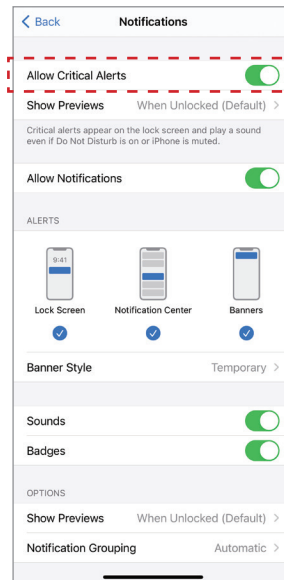 Back Notifications
Allow Critical Alerts
Show Previews When Unlocked (Default)
Critical alerts appear on the lock screen and play a sound
even if Do Not Disturb is on or iPhone is muted.
Allow Notifications
ALERTS
9:41
Lock Screen Notification Center Banners
Banner Style Temporary
Sounds
Badges
OPTIONS
Show Previews When Unlocked (Default)
Notification Grouping Automatic